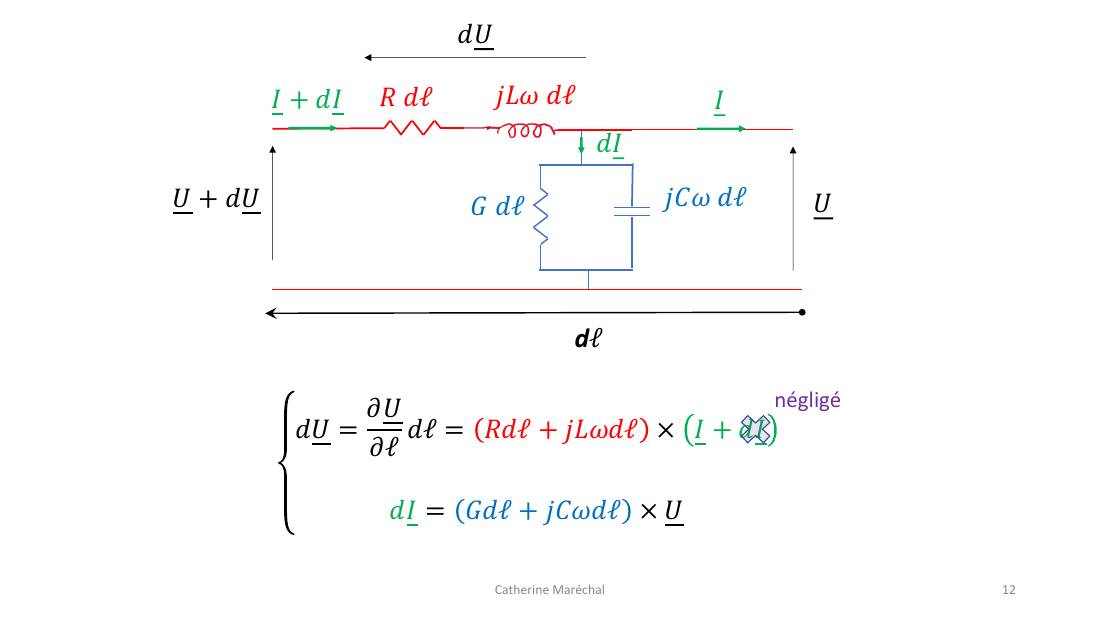 dU̲
I̲ + dI̲ R dℓ jLω dℓ I̲
dI̲
U̲ + dU̲ G dℓ jCω dℓ U̲
dℓ
négligé
dU̲ = ∂U̲/∂ℓ dℓ = (Rdℓ + jLωdℓ) × (I̲ + dI̲)
dI̲ = (Gdℓ + jCωdℓ) × U̲
Catherine Maréchal 12